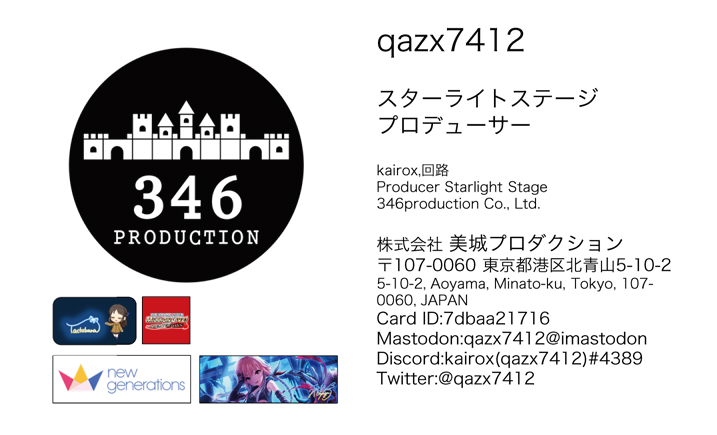 346
PRODUCTION
Tachibana
new
generations
qazx7412
スターライトステージ
プロデューサー
kairox,回路
Producer Starlight Stage
346production Co., Ltd.
株式会社 美城プロダクション
〒107-0060 東京都港区北青山5-10-2
5-10-2, Aoyama, Minato-ku, Tokyo, 107-
0060, JAPAN
Card ID:7dbaa21716
Mastodon:qazx7412@imastodon
Discord:kairox(qazx7412)#4389
Twitter:@qazx7412